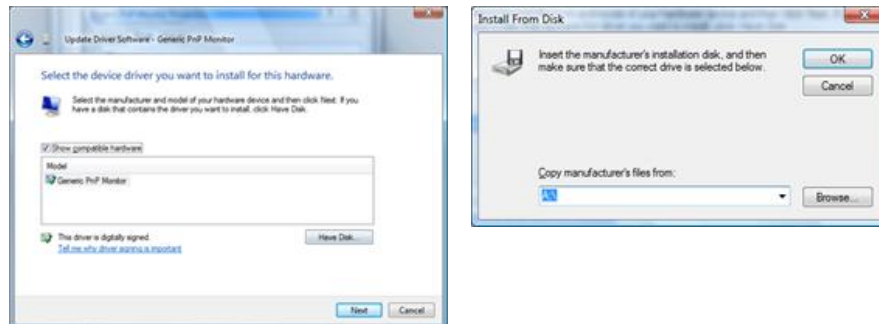 Update Driver Software - Generic PnP Monitor
Select the device driver you want to install for this hardware.
Select the manufacturer and model of your hardware device and then click Next. If you
have a disk that contains the driver you want to install, click Have Disk.
Show compatible hardware
Model
Generic PnP Monitor
This driver is digitally signed.
Have Disk...
Tell me why driver signing is important
Next
Cancel
Install From Disk
Insert the manufacturer's installation disk, and then
make sure that the correct drive is selected below.
OK
Cancel
Copy manufacturer's files from:
A:\
Browse...